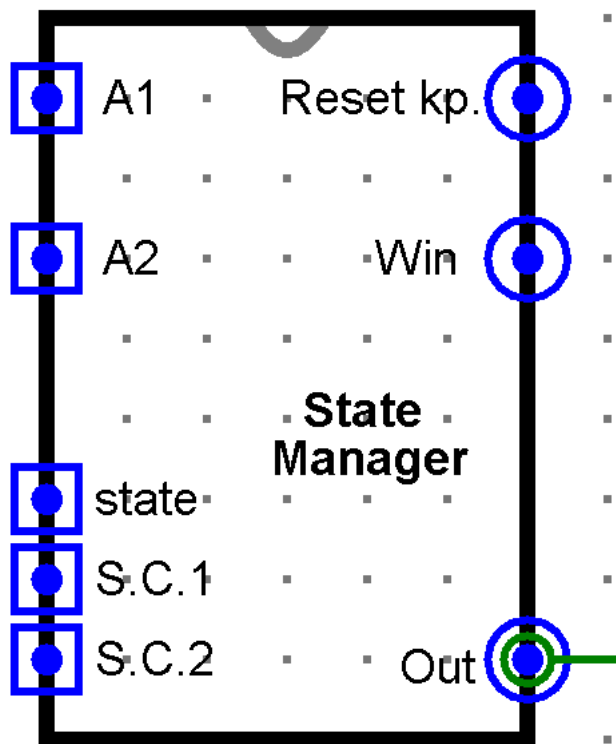 A1 Reset kp.
A2 Win
State
Manager
state
S.C.1
S.C.2 Out